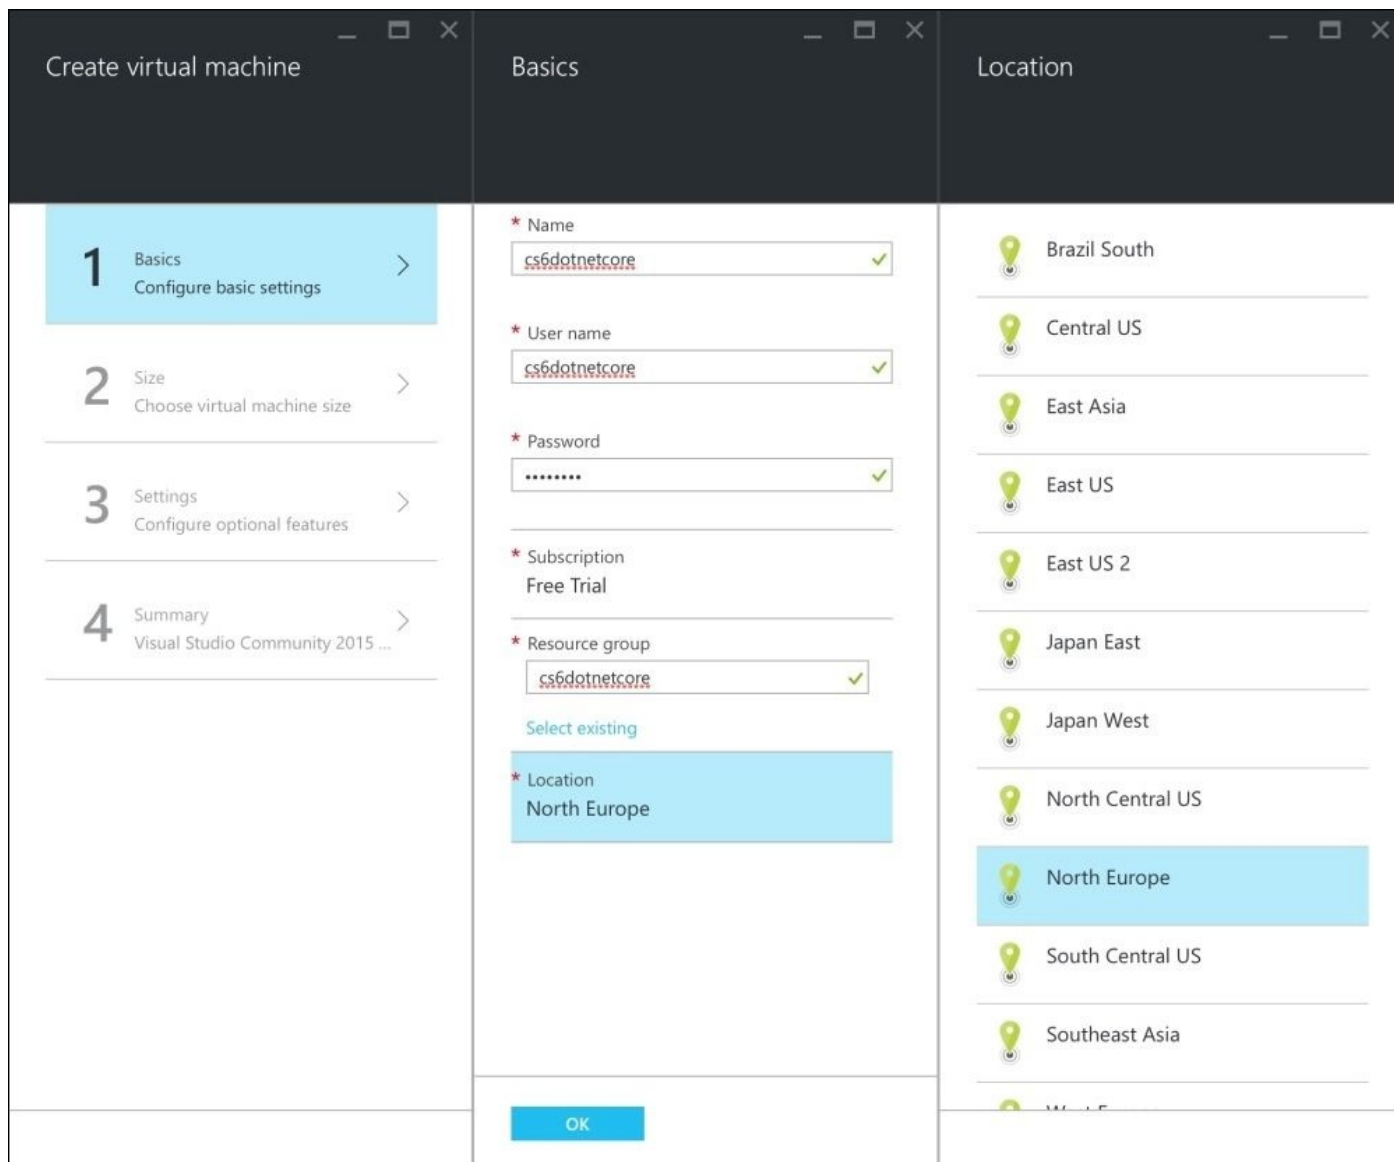 Create virtual machine
1
Basics
Configure basic settings
2
Size
Choose virtual machine size
3
Settings
Configure optional features
4
Summary
Visual Studio Community 2015 ...
Basics
* Name
cs6dotnetcore
* User name
cs6dotnetcore
* Password
••••••••
* Subscription
Free Trial
* Resource group
cs6dotnetcore
Select existing
* Location
North Europe
OK
Location
Brazil South
Central US
East Asia
East US
East US 2
Japan East
Japan West
North Central US
North Europe
South Central US
Southeast Asia